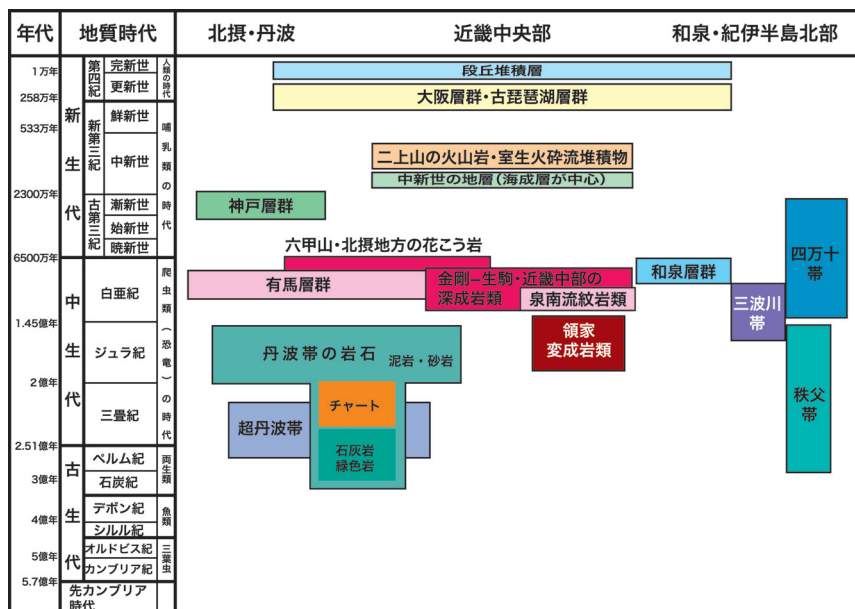 年代 地質時代 北摂・丹波 近畿中央部 和泉・紀伊半島北部
1万年
258万年
533万年
2300万年
6500万年
1.45億年
2億年
2.51億年
3億年
4億年
5億年
5.7億年
新生代
中生代
古生代
先カンブリア
時代
第四紀
新第三紀
古第三紀
完新世
更新世
鮮新世
中新世
漸新世
始新世
暁新世
白亜紀
ジュラ紀
三畳紀
ペルム紀
石炭紀
デボン紀
シルル紀
オルドビス紀
カンブリア紀
人類の時代
哺乳類の時代
爬虫類(恐竜)の時代
両生類
魚類
三葉虫
段丘堆積層
大阪層群・古琵琶湖層群
二上山の火山岩・室生火砕流堆積物
中新世の地層(海成層が中心)
神戸層群
六甲山・北摂地方の花こう岩
有馬層群
金剛–生駒・近畿中部の
深成岩類
泉南流紋岩類
和泉層群
四万十
帯
三波川
帯
領家
変成岩類
丹波帯の岩石 泥岩・砂岩
チャート
超丹波帯
石灰岩
緑色岩
秩父
帯